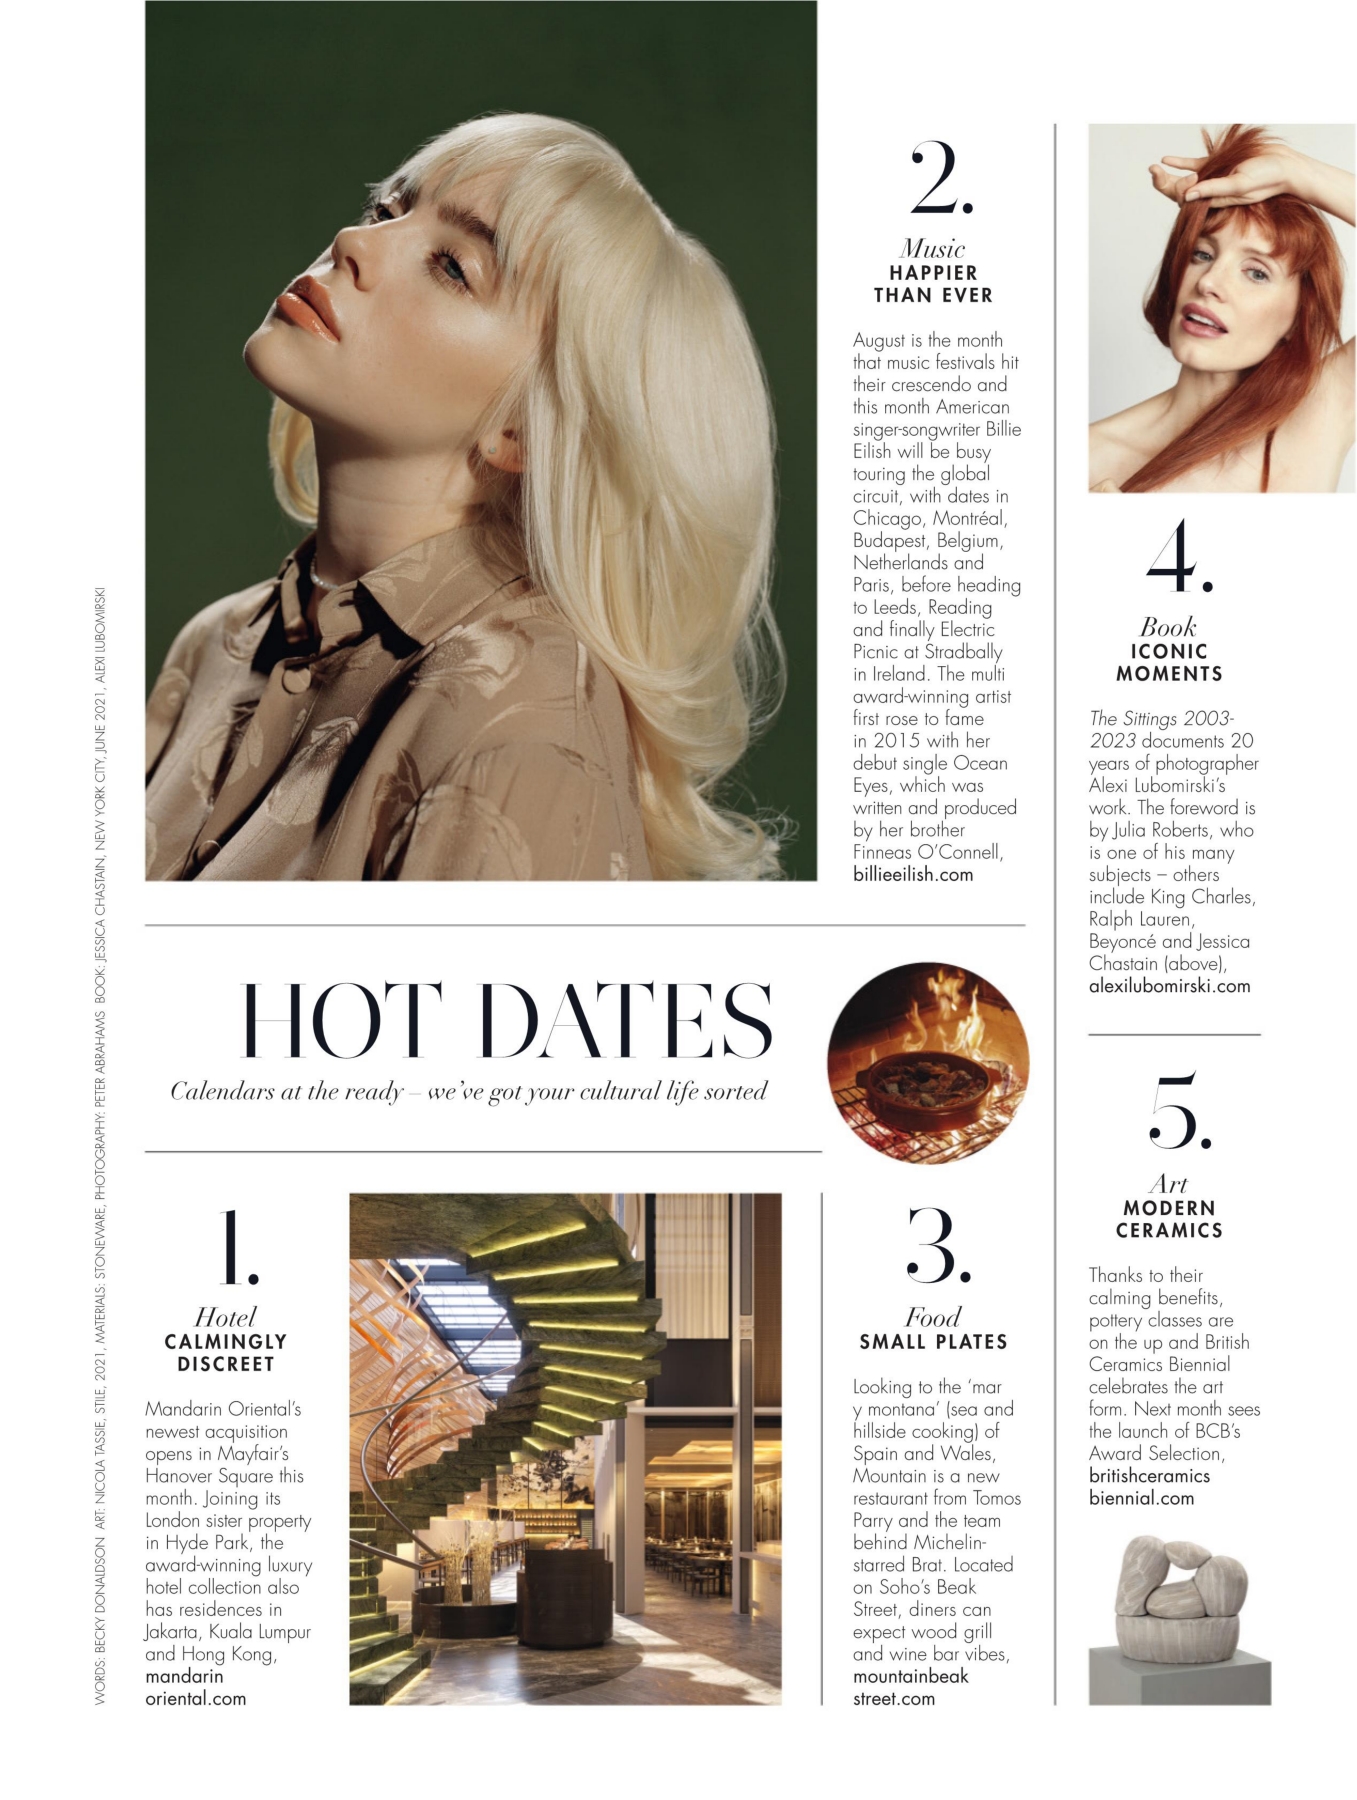 2.
Music
HAPPIER
THAN EVER
August is the month
that music festivals hit
their crescendo and
this month American
singer-songwriter Billie
Eilish will be busy
touring the global
circuit, with dates in
Chicago, Montréal,
Budapest, Belgium,
Netherlands and
Paris, before heading
to Leeds, Reading
and finally Electric
Picnic at Stradbally
in Ireland. The multi
award-winning artist
first rose to fame
in 2015 with her
debut single Ocean
Eyes, which was
written and produced
by her brother
Finneas O'Connell,
billieeilish.com
4.
Book
ICONIC
MOMENTS
The Sittings 2003-
2023 documents 20
years of photographer
Alexi Lubomirski's
work. The foreword is
by Julia Roberts, who
is one of his many
subjects – others
include King Charles,
Ralph Lauren,
Beyoncé and Jessica
Chastain (above),
alexilubomirski.com
HOT DATES
Calendars at the ready – we've got your cultural life sorted
1.
Hotel
CALMINGLY
DISCREET
Mandarin Oriental's
newest acquisition
opens in Mayfair's
Hanover Square this
month. Joining its
London sister property
in Hyde Park, the
award-winning luxury
hotel collection also
has residences in
Jakarta, Kuala Lumpur
and Hong Kong,
mandarin
oriental.com
3.
Food
SMALL PLATES
Looking to the 'mar
y montana' (sea and
hillside cooking) of
Spain and Wales,
Mountain is a new
restaurant from Tomos
Parry and the team
behind Michelin-
starred Brat. Located
on Soho's Beak
Street, diners can
expect wood grill
and wine bar vibes,
mountainbeak
street.com
5.
Art
MODERN
CERAMICS
Thanks to their
calming benefits,
pottery classes are
on the up and British
Ceramics Biennial
celebrates the art
form. Next month sees
the launch of BCB's
Award Selection,
britishceramics
biennial.com
WORDS: BECKY DONALDSON ART: NICOLA TASSIE, STILE, 2021, MATERIALS: STONEWARE, PHOTOGRAPHY: PETER ABRAHAMS BOOK: JESSICA CHASTAIN, NEW YORK CITY, JUNE 2021, ALEXI LUBOMIRSKI